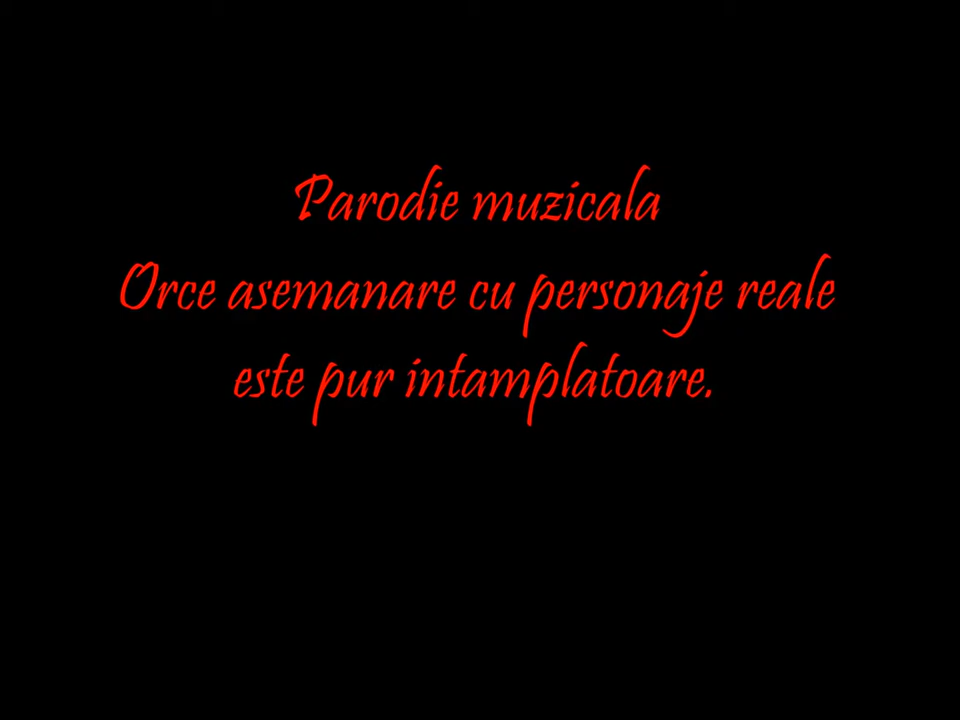 Parodie muzicala
Orce asemanare cu personaje reale
este pur intamplatoare.